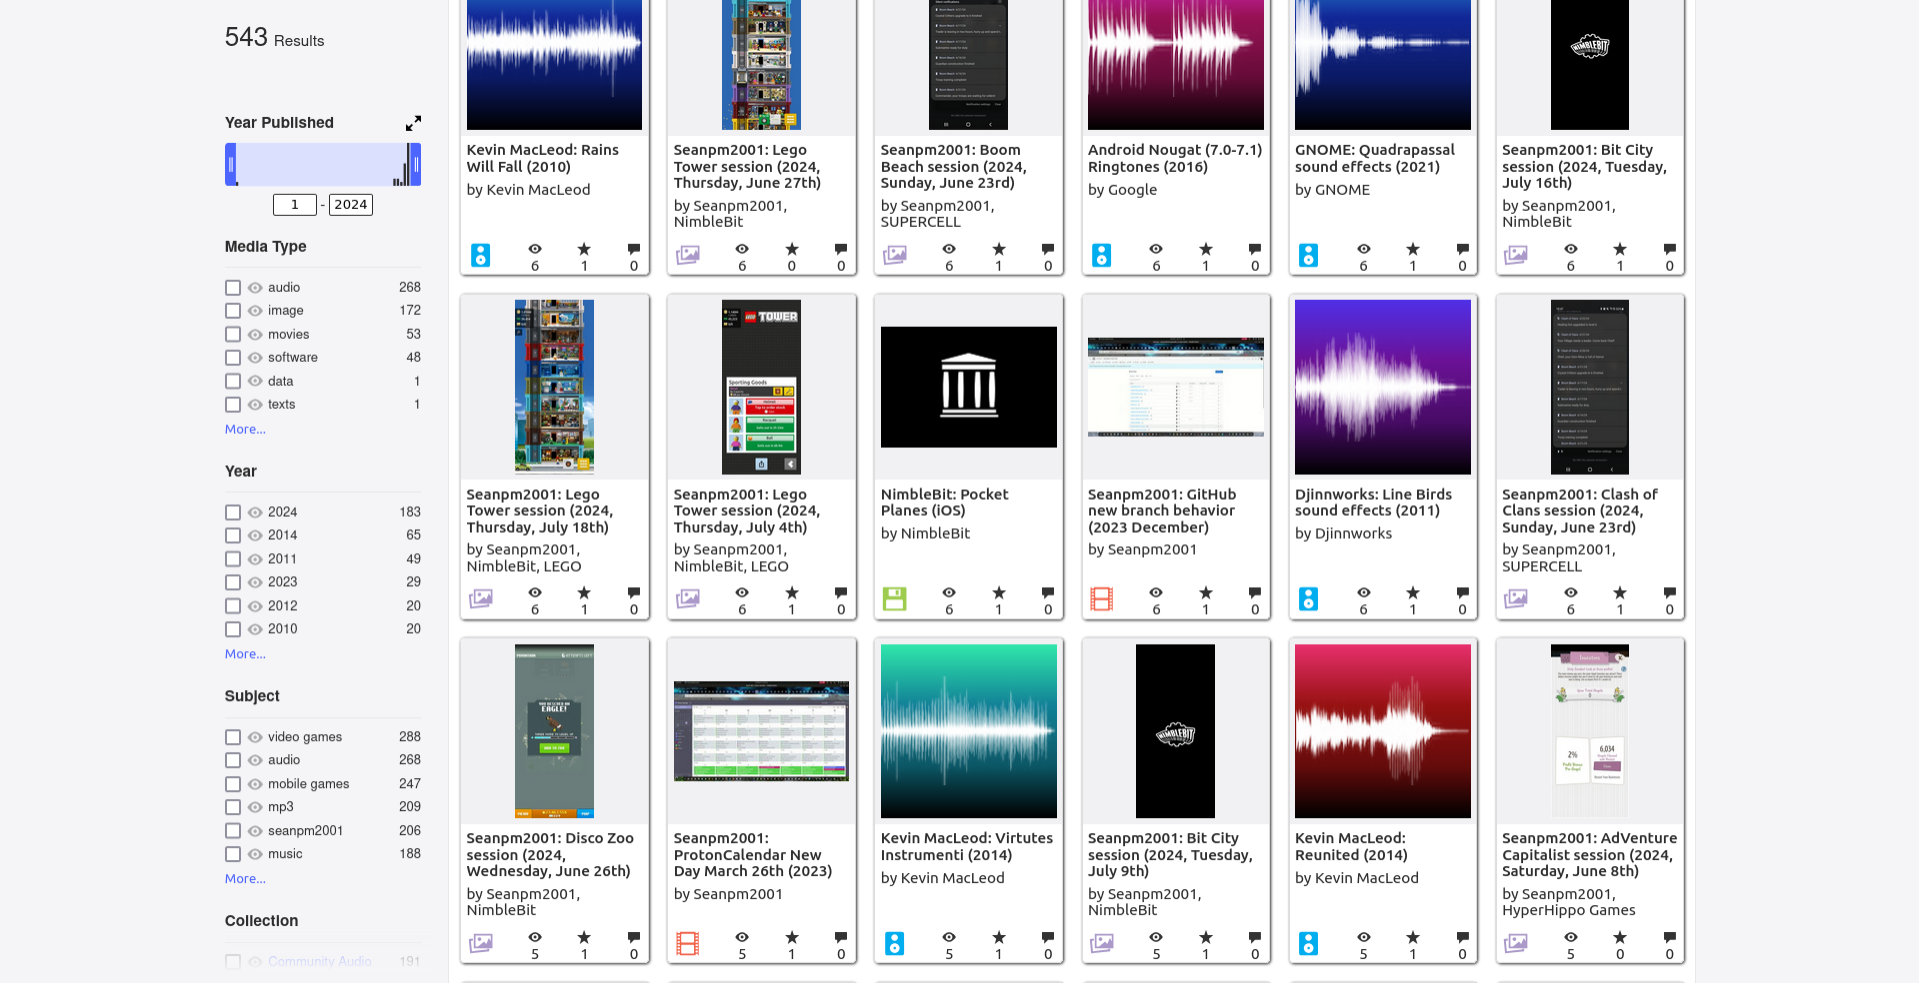 543 Results
Year Published
1 - 2024
Media Type
audio 268
image 172
movies 53
software 48
data 1
texts 1
More...
Year
2024 183
2014 65
2011 49
2023 29
2012 20
2010 20
More...
Subject
video games 288
audio 268
mobile games 247
mp3 209
seanpm2001 206
music 188
More...
Collection
Community Audio 191
Kevin MacLeod: Rains
Will Fall (2010)
by Kevin MacLeod
6 1 0
Seanpm2001: Lego
Tower session (2024,
Thursday, June 27th)
by Seanpm2001,
NimbleBit
6 0 0
Seanpm2001: Boom
Beach session (2024,
Sunday, June 23rd)
by Seanpm2001,
SUPERCELL
6 1 0
Android Nougat (7.0-7.1)
Ringtones (2016)
by Google
6 1 0
GNOME: Quadrapassal
sound effects (2021)
by GNOME
6 1 0
NIMBLEBIT
Seanpm2001: Bit City
session (2024, Tuesday,
July 16th)
by Seanpm2001,
NimbleBit
6 1 0
Seanpm2001: Lego
Tower session (2024,
Thursday, July 18th)
by Seanpm2001,
NimbleBit, LEGO
6 1 0
LEGO TOWER
Sporting Goods
Seanpm2001: Lego
Tower session (2024,
Thursday, July 4th)
by Seanpm2001,
NimbleBit, LEGO
6 1 0
NimbleBit: Pocket
Planes (iOS)
by NimbleBit
6 1 0
Seanpm2001: GitHub
new branch behavior
(2023 December)
by Seanpm2001
6 1 0
Djinnworks: Line Birds
sound effects (2011)
by Djinnworks
6 1 0
Seanpm2001: Clash of
Clans session (2024,
Sunday, June 23rd)
by Seanpm2001,
SUPERCELL
6 1 0
EAGLE!
Seanpm2001: Disco Zoo
session (2024,
Wednesday, June 26th)
by Seanpm2001,
NimbleBit
5 1 0
Seanpm2001:
ProtonCalendar New
Day March 26th (2023)
by Seanpm2001
5 1 0
Kevin MacLeod: Virtutes
Instrumenti (2014)
by Kevin MacLeod
5 1 0
NIMBLEBIT
Seanpm2001: Bit City
session (2024, Tuesday,
July 9th)
by Seanpm2001,
NimbleBit
5 1 0
Kevin MacLeod:
Reunited (2014)
by Kevin MacLeod
5 1 0
2%
6,034
Seanpm2001: AdVenture
Capitalist session (2024,
Saturday, June 8th)
by Seanpm2001,
HyperHippo Games
5 0 0